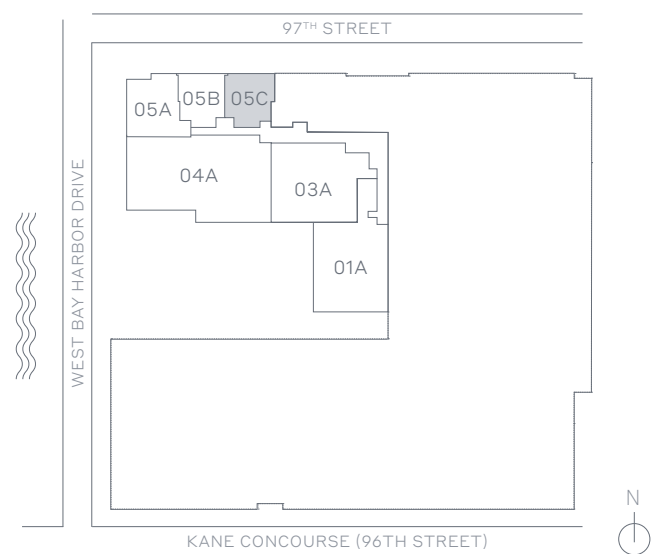 97TH STREET
05A
05B
05C
04A
03A
01A
WEST BAY HARBOR DRIVE
KANE CONCOURSE (96TH STREET)
N